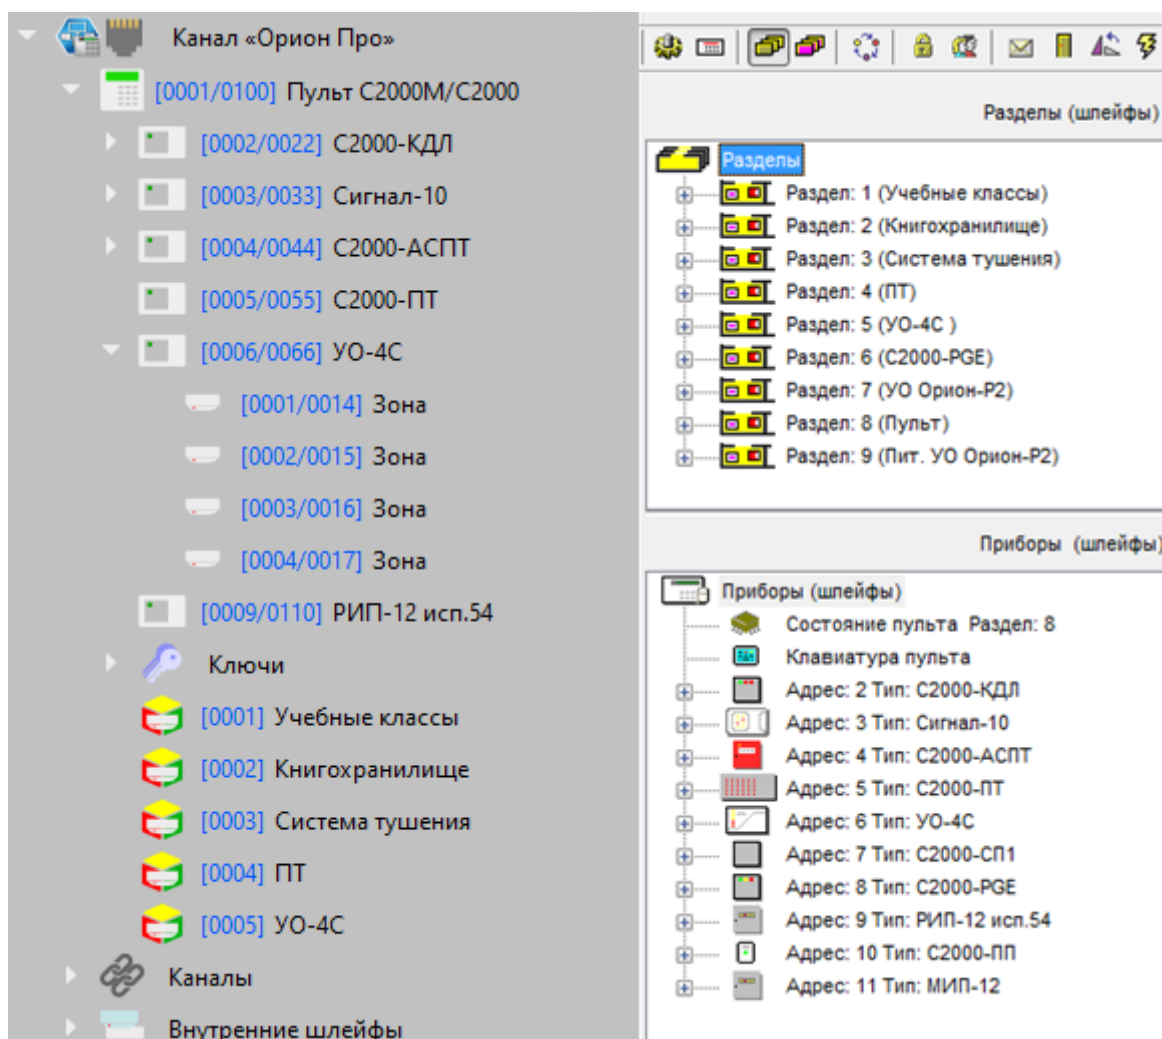 Канал «Орион Про»
[0001/0100] Пульт С2000М/С2000
[0002/0022] С2000-КДЛ
[0003/0033] Сигнал-10
[0004/0044] С2000-АСПТ
[0005/0055] С2000-ПТ
[0006/0066] УО-4С
[0001/0014] Зона
[0002/0015] Зона
[0003/0016] Зона
[0004/0017] Зона
[0009/0110] РИП-12 исп.54
Ключи
[0001] Учебные классы
[0002] Книгохранилище
[0003] Система тушения
[0004] ПТ
[0005] УО-4С
Каналы
Внутренние шлейфы
Разделы (шлейфы)
Разделы
Раздел: 1 (Учебные классы)
Раздел: 2 (Книгохранилище)
Раздел: 3 (Система тушения)
Раздел: 4 (ПТ)
Раздел: 5 (УО-4С )
Раздел: 6 (С2000-PGE)
Раздел: 7 (УО Орион-Р2)
Раздел: 8 (Пульт)
Раздел: 9 (Пит. УО Орион-Р2)
Приборы (шлейфы)
Приборы (шлейфы)
Состояние пульта Раздел: 8
Клавиатура пульта
Адрес: 2 Тип: С2000-КДЛ
Адрес: 3 Тип: Сигнал-10
Адрес: 4 Тип: С2000-АСПТ
Адрес: 5 Тип: С2000-ПТ
Адрес: 6 Тип: УО-4С
Адрес: 7 Тип: С2000-СП1
Адрес: 8 Тип: С2000-PGE
Адрес: 9 Тип: РИП-12 исп.54
Адрес: 10 Тип: С2000-ПП
Адрес: 11 Тип: МИП-12